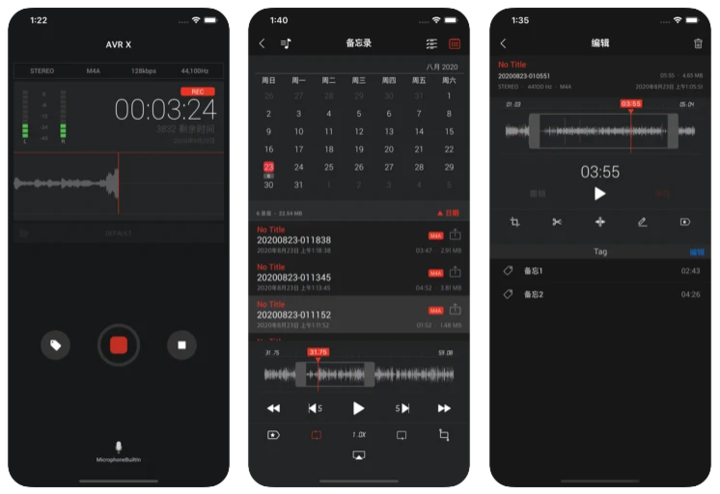 1:22
AVR X
STEREO M4A 128kbps 44,100Hz
REC
00:03:24
3832 剩余时间
L R
MicrophoneBuiltIn
1:40
备忘录
八月 2020
周日 周一 周二 周三 周四 周五 周六
26 27 28 29 30 31 1
2 3 4 5 6 7 8
9 10 11 12 13 14 15
16 17 18 19 20 21 22
23 24 25 26 27 28 29
6
30 31 1 2 3 4 5
▲ 日期
No Title
20200823-011838
M4A
2020年8月23日 上午1:18:38 03:47 · 2.91 MB
No Title
20200823-011345
M4A
2020年8月23日 上午1:13:45 04:52 · 3.81 MB
No Title
20200823-011152
M4A
2020年8月23日 上午1:11:52 01:52 · 1.48 MB
31.75
31.75
59.08
5 5
1.0X
1:35
编辑
No Title
20200823-010551 05:55 · 4.65 MB
STEREO · 44100 Hz · M4A 2020年8月23日 上午1:05:51
01:03
03:55
05:04
03:55
Tag
编辑
备忘1 02:43
备忘2 04:26